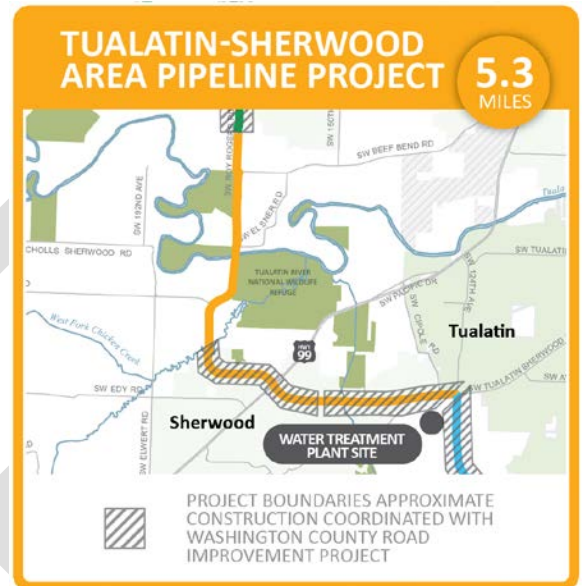 TUALATIN-SHERWOOD
AREA PIPELINE PROJECT
5.3
MILES
SW 150TH
SW ROY ROGERS
SW BEEF BEND RD
SW 192ND AVE
SW ELSNER RD
CHOLLS SHERWOOD RD
TUALATIN RIVER
NATIONAL WILDLIFE
REFUGE
SW TUALATI
SW 124TH AVE
SW PACIFIC DR
SW CIPOLE RD
Tualatin
West Fork Chicken Creek
HWY
99
SW EDY RD
SW TUALATIN SHERWOOD
SW A
Sherwood
SW ELWERT RD
WATER TREATMENT
PLANT SITE
PROJECT BOUNDARIES APPROXIMATE
CONSTRUCTION COORDINATED WITH
WASHINGTON COUNTY ROAD
IMPROVEMENT PROJECT